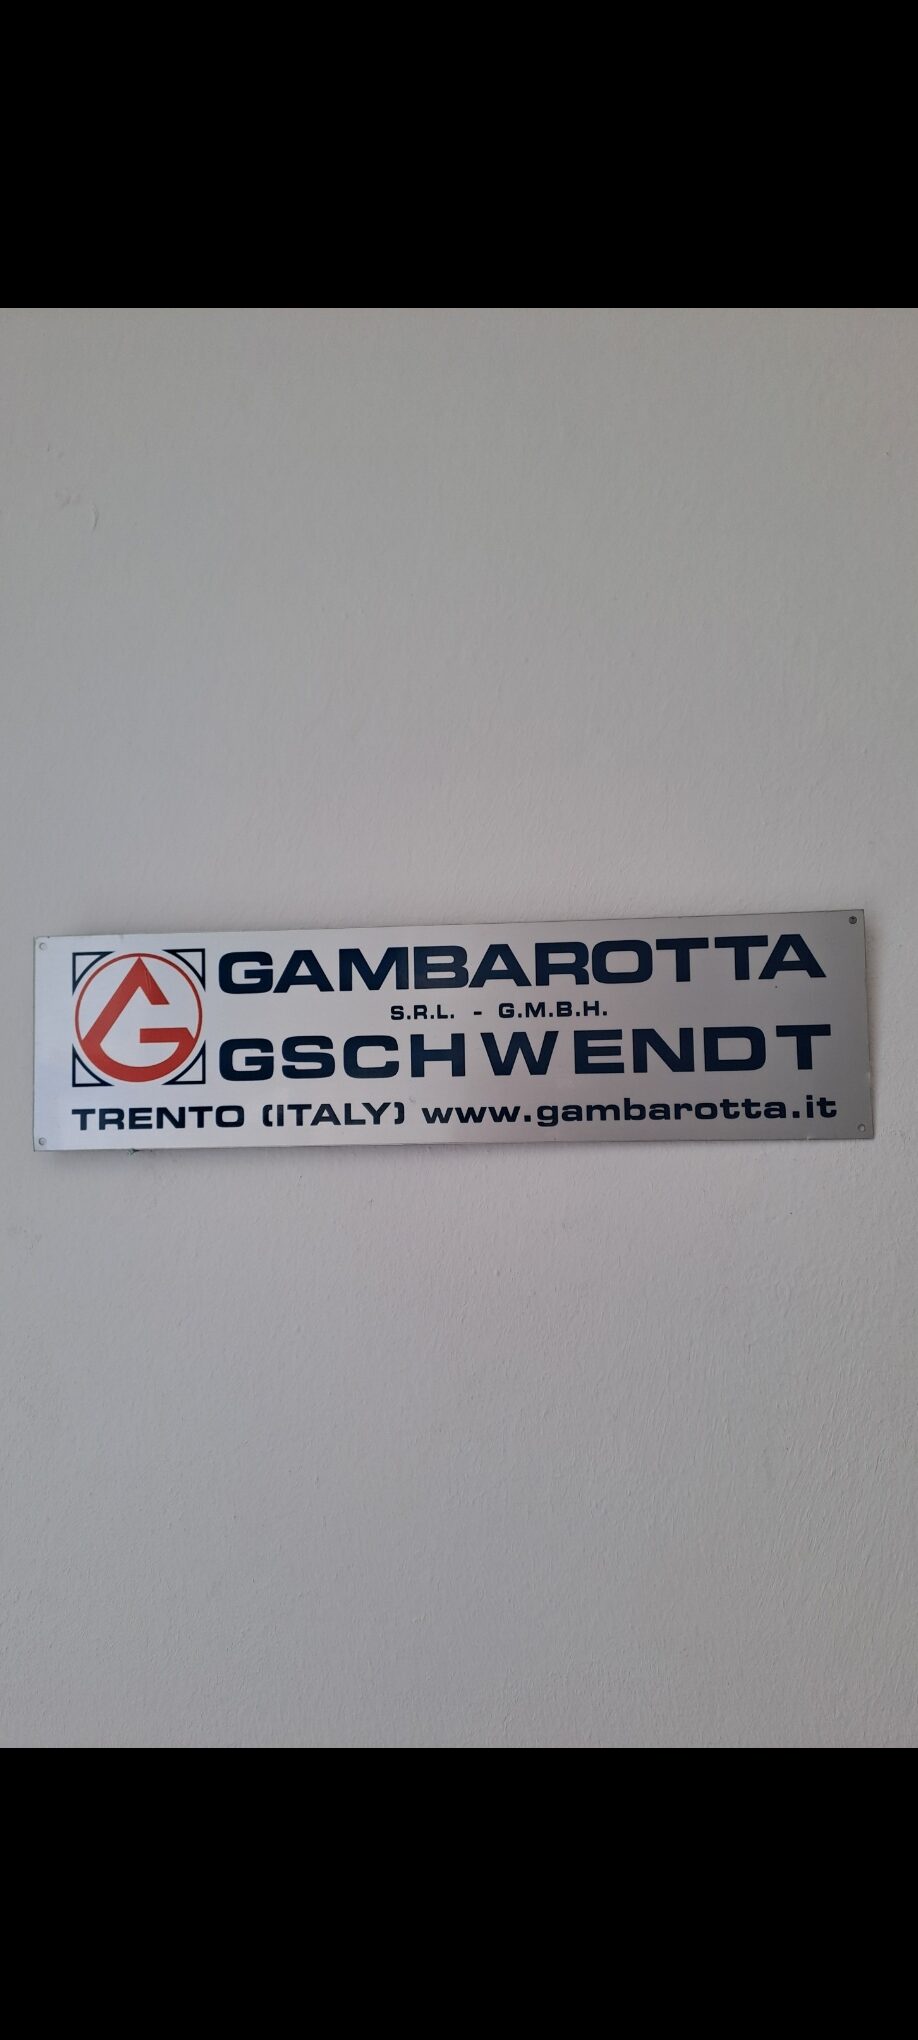 GAMBAROTTA
S.R.L. - G.M.B.H.
GSCHWENDT
TRENTO (ITALY) www.gambarotta.it